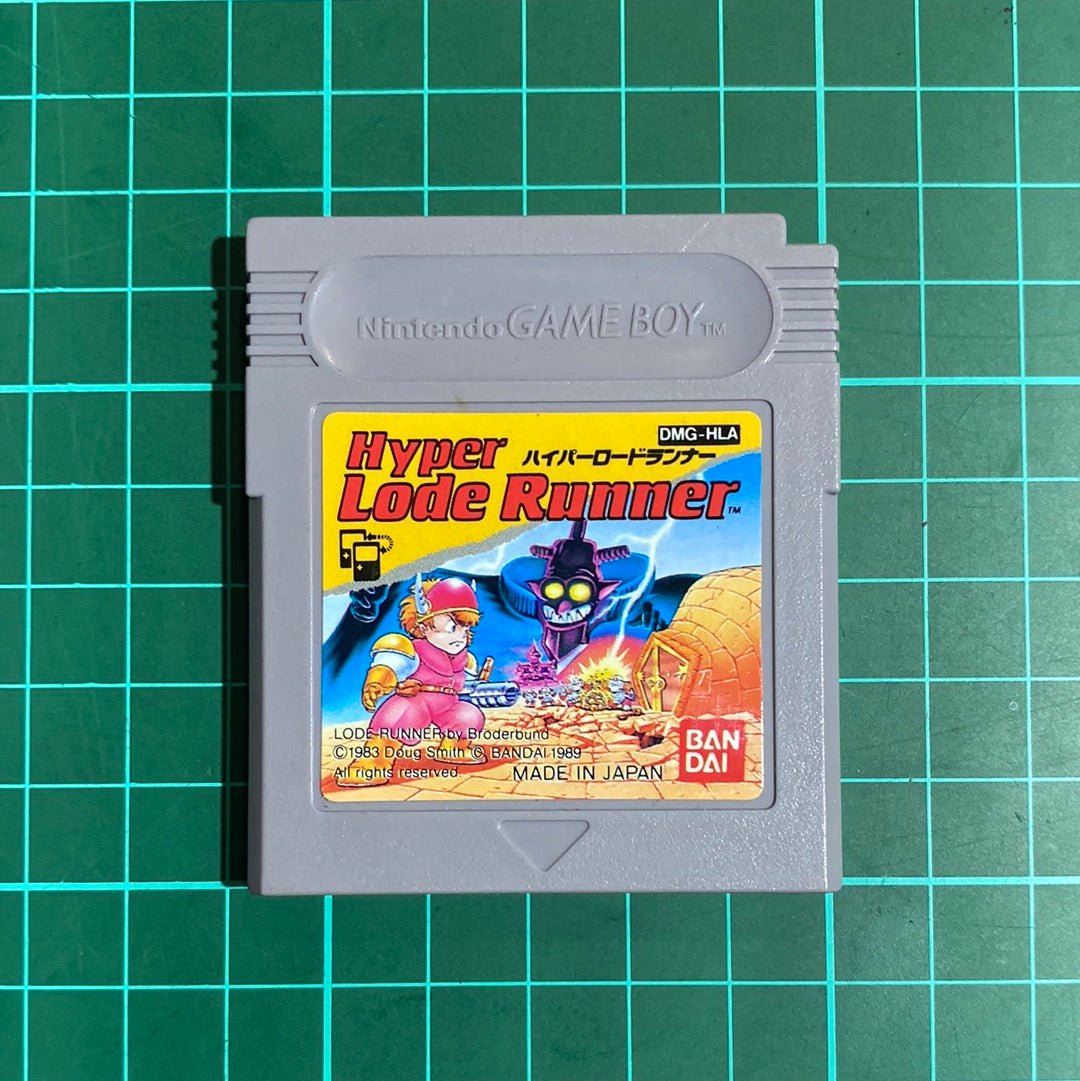 Nintendo GAME BOY TM
DMG-HLA
Hyper ハイパーロードランナー
Lode Runner TM
LODE RUNNER by Broderbund
©1983 Doug Smith © BANDAI 1989
All rights reserved.
MADE IN JAPAN
BAN
DAI